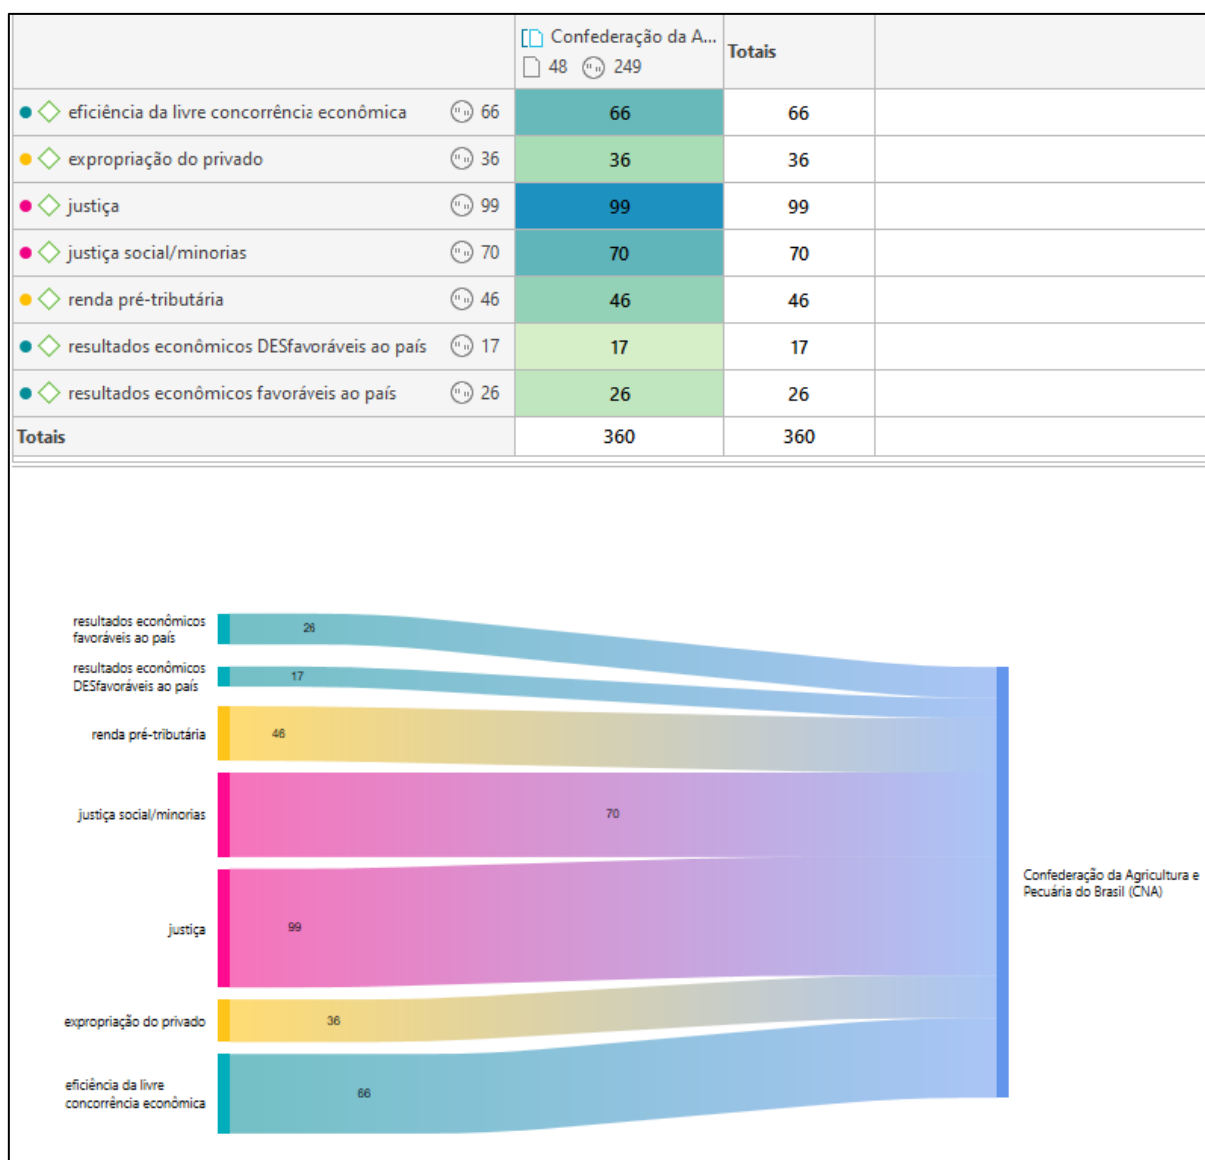 Confederação da A...
48 249
Totais
eficiência da livre concorrência econômica 66 66 66
expropriação do privado 36 36 36
justiça 99 99 99
justiça social/minorias 70 70 70
renda pré-tributária 46 46 46
resultados econômicos DESfavoráveis ao país 17 17 17
resultados econômicos favoráveis ao país 26 26 26
Totais 360 360
resultados econômicos
favoráveis ao país
26
resultados econômicos
DESfavoráveis ao país
17
renda pré-tributária
46
justiça social/minorias
70
Confederação da Agricultura e
Pecuária do Brasil (CNA)
justiça
99
expropriação do privado
36
eficiência da livre
concorrência econômica
66